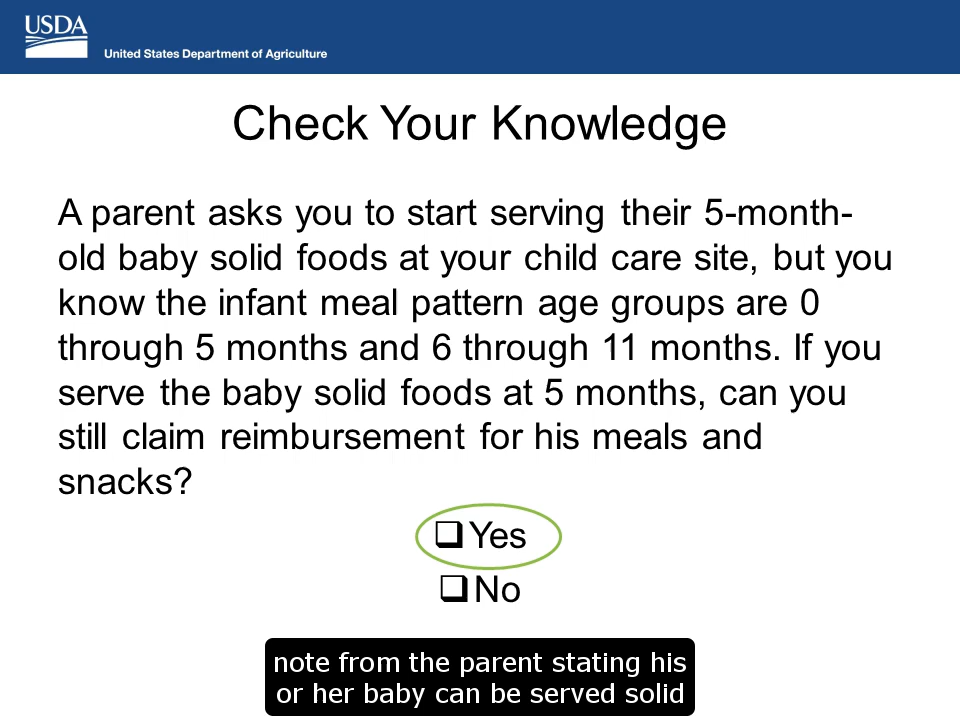 USDA
United States Department of Agriculture
Check Your Knowledge
A parent asks you to start serving their 5-month-
old baby solid foods at your child care site, but you
know the infant meal pattern age groups are 0
through 5 months and 6 through 11 months. If you
serve the baby solid foods at 5 months, can you
still claim reimbursement for his meals and
snacks?
❑Yes
❑No
note from the parent stating his
or her baby can be served solid